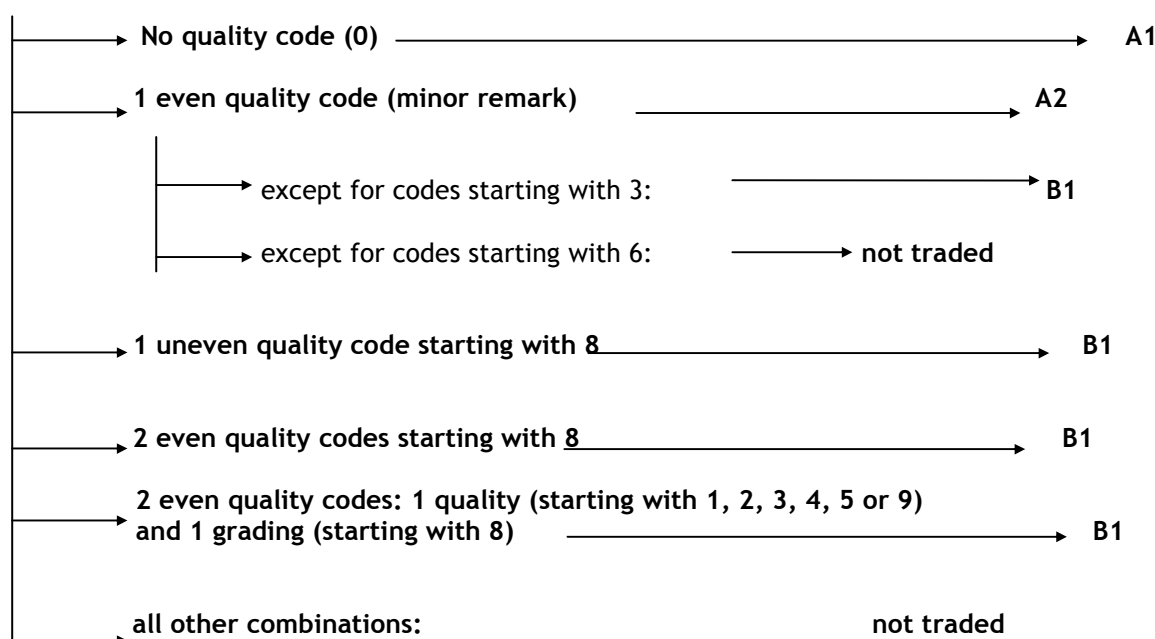 No quality code (0) A1
1 even quality code (minor remark) A2
except for codes starting with 3: B1
except for codes starting with 6: not traded
1 uneven quality code starting with 8 B1
2 even quality codes starting with 8 B1
2 even quality codes: 1 quality (starting with 1, 2, 3, 4, 5 or 9)
and 1 grading (starting with 8) B1
all other combinations: not traded